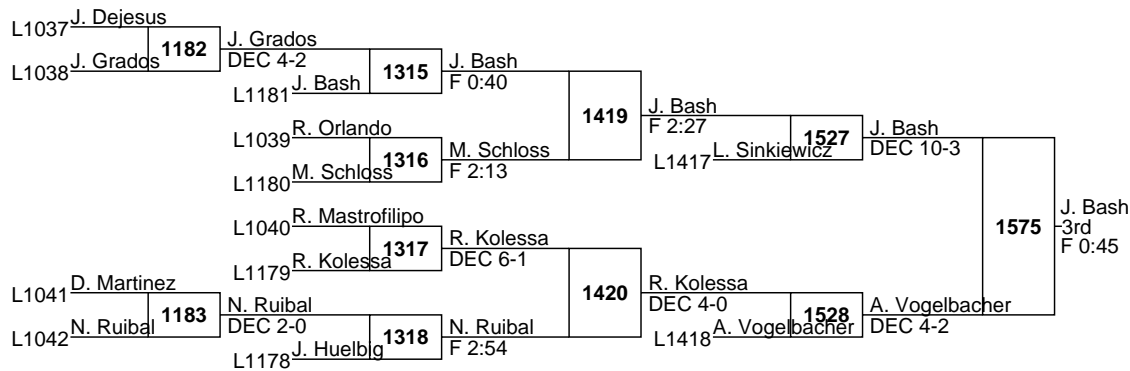 L1037 J. Dejesus
1182
L1038 J. Grados
J. Grados
DEC 4-2
1315
L1181 J. Bash
J. Bash
F 0:40
1419
L1039 R. Orlando
1316
L1180 M. Schloss
M. Schloss
F 2:13
J. Bash
F 2:27
1527
L1417 L. Sinkiewicz
J. Bash
DEC 10-3
L1040 R. Mastrofilipo
1317
L1179 R. Kolessa
R. Kolessa
DEC 6-1
1420
L1041 D. Martinez
1183
L1042 N. Ruibal
N. Ruibal
DEC 2-0
1318
L1178 J. Huelbig
N. Ruibal
F 2:54
R. Kolessa
DEC 4-0
1528
L1418 A. Vogelbacher
A. Vogelbacher
DEC 4-2
1575
J. Bash
3rd
F 0:45